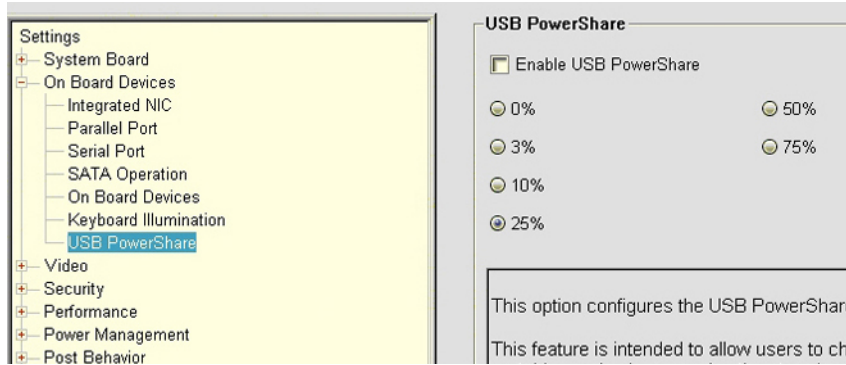 Settings
System Board
On Board Devices
Integrated NIC
Parallel Port
Serial Port
SATA Operation
On Board Devices
Keyboard Illumination
USB PowerShare
Video
Security
Performance
Power Management
Post Behavior
USB PowerShare
Enable USB PowerShare
0%
50%
3%
75%
10%
25%
This option configures the USB PowerShar
This feature is intended to allow users to ch